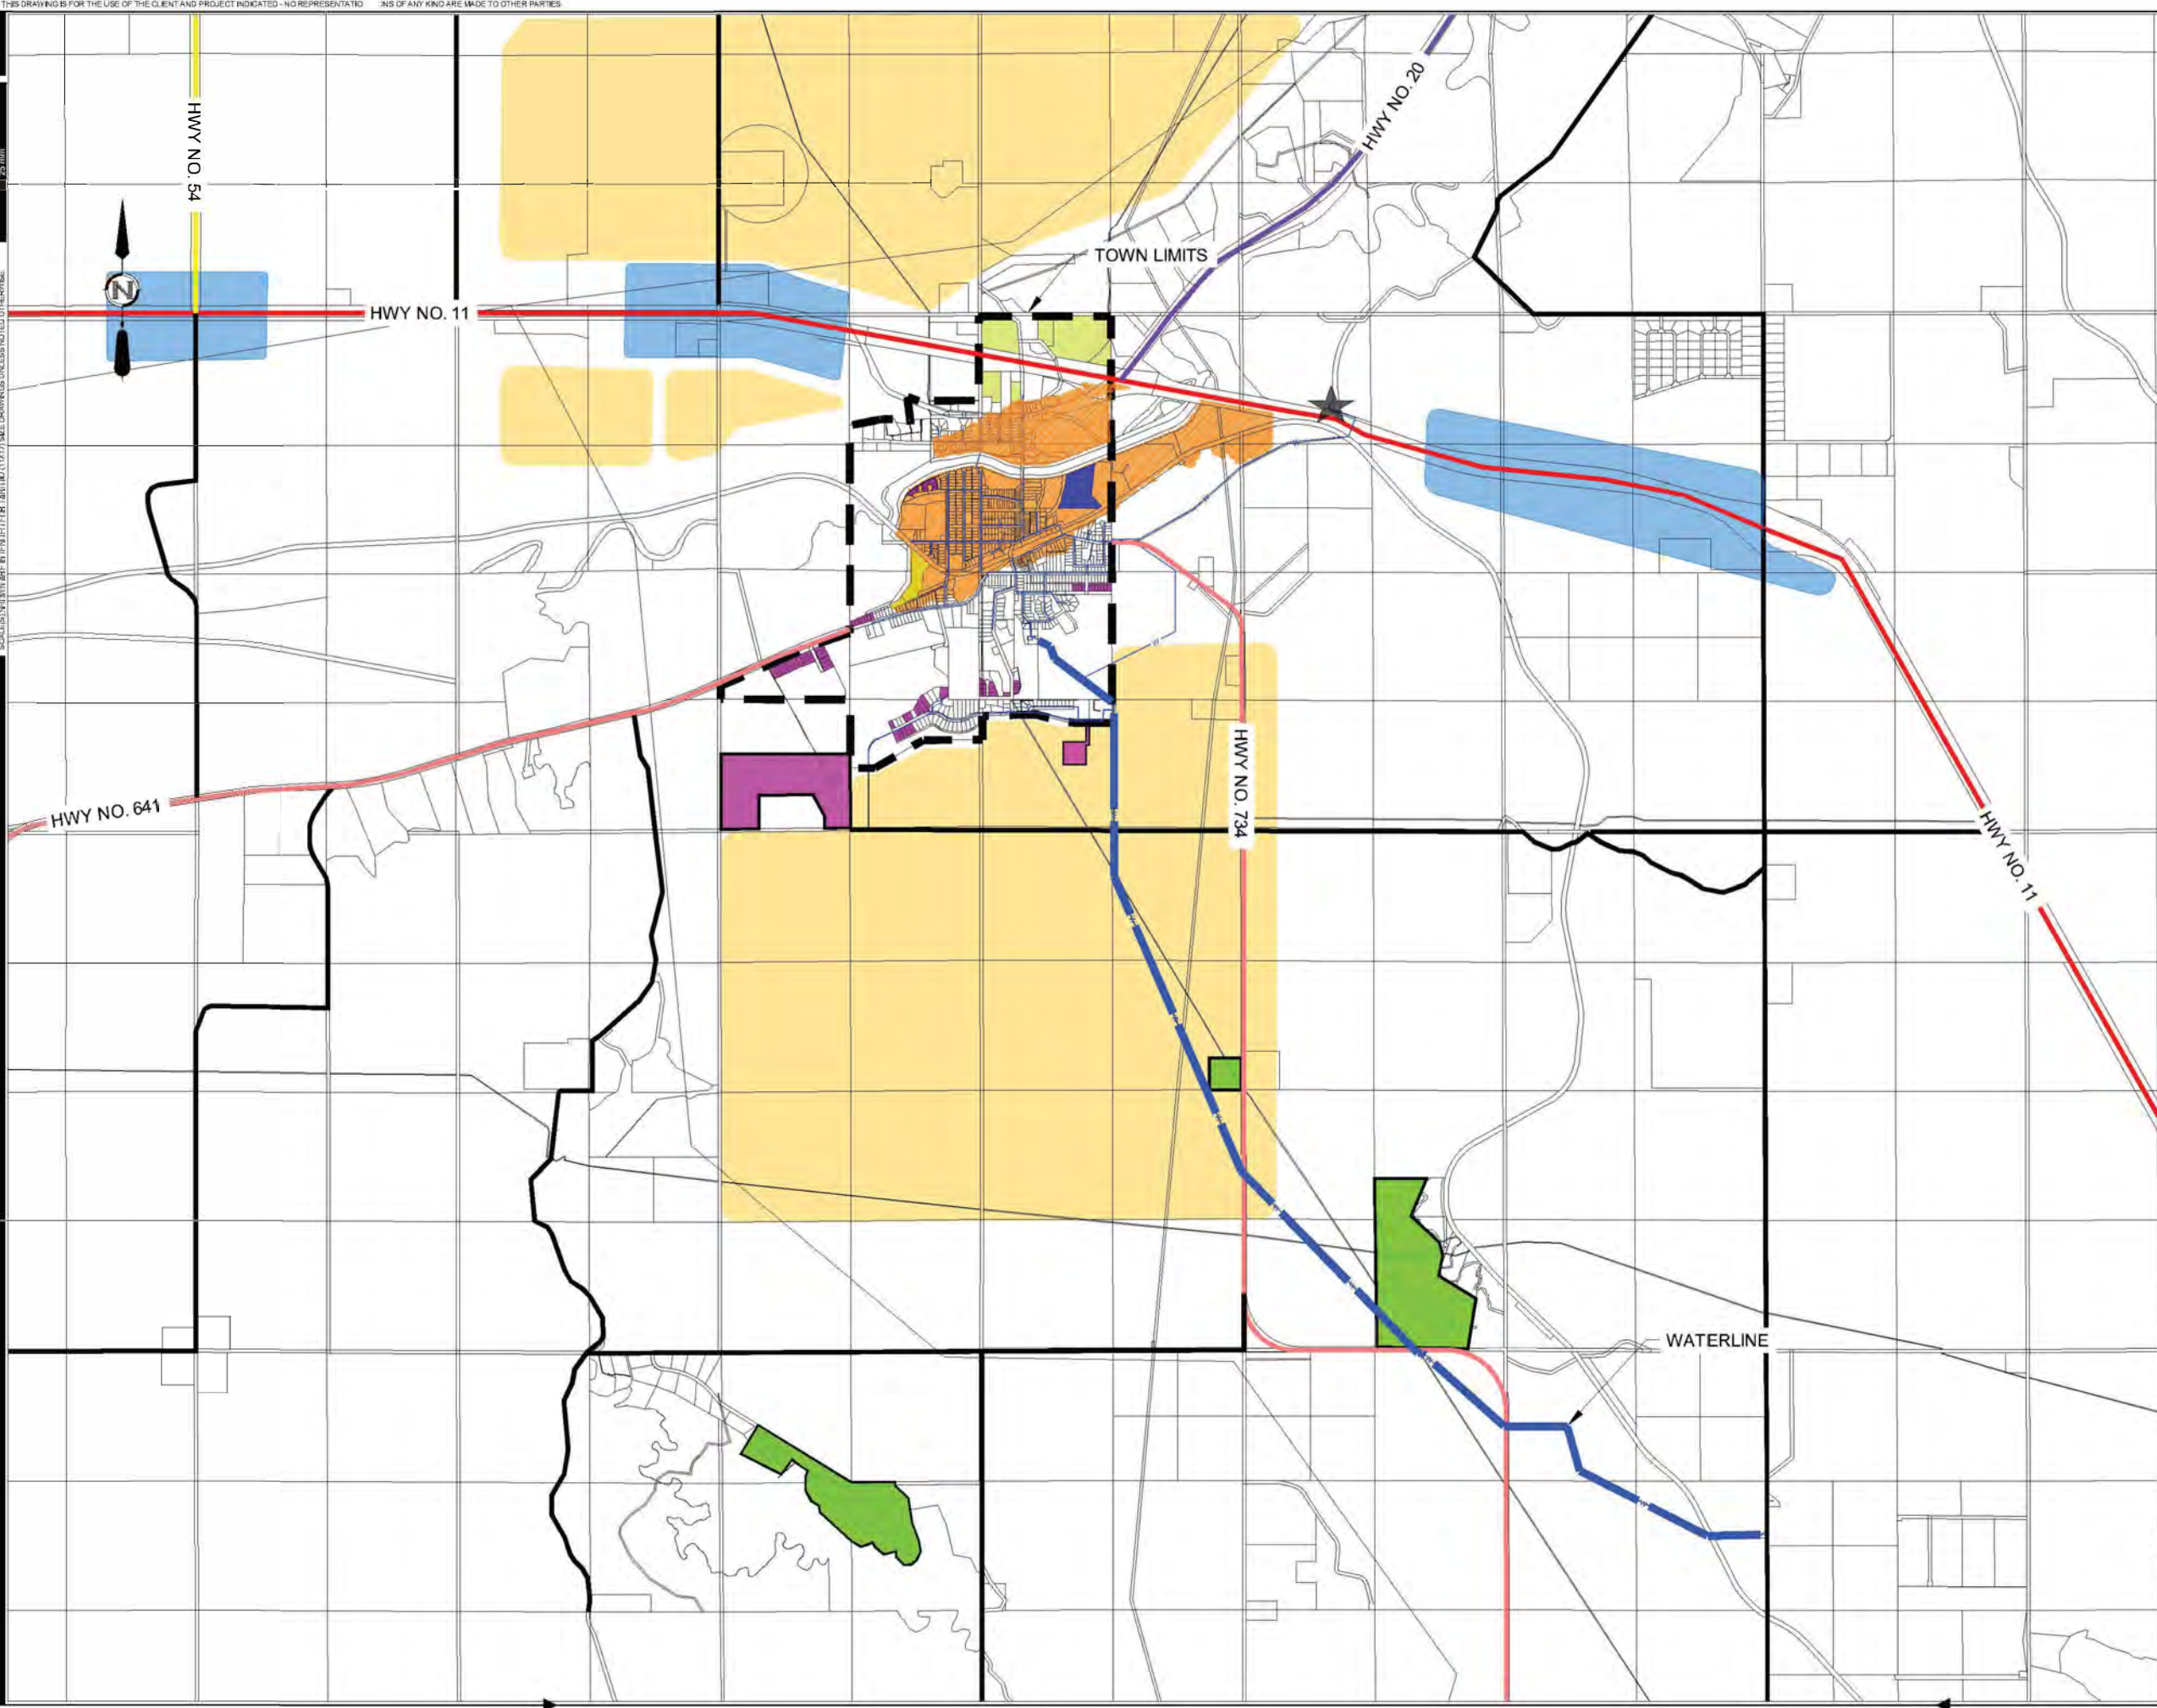 THIS DRAWING IS FOR THE USE OF THE CLIENT AND PROJECT INDICATED - NO REPRESENTATIO NS OF ANY KIND ARE MADE TO OTHER PARTIES
HWY NO. 20
HWY NO. 54
TOWN LIMITS
N
HWY NO. 11
HWY NO. 734
HWY NO. 641
HWY NO. 11
WATERLINE